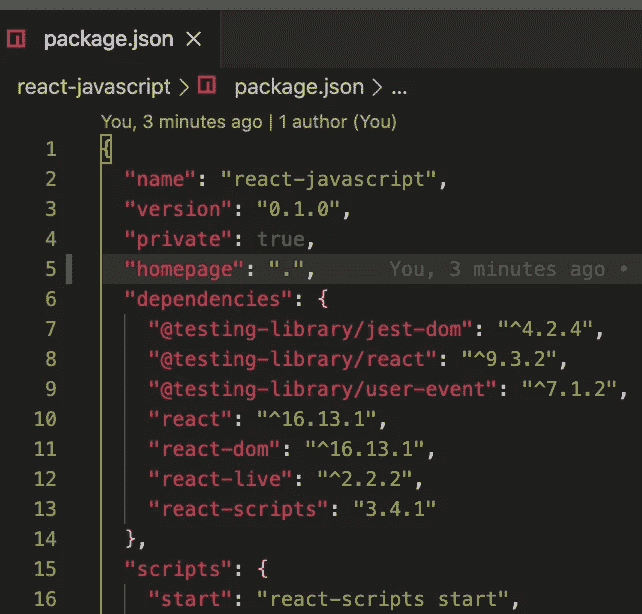 package.json ×
react-javascript > package.json > ...
You, 3 minutes ago | 1 author (You)
1 {
2 "name": "react-javascript",
3 "version": "0.1.0",
4 "private": true,
5 "homepage": ".", You, 3 minutes ago •
6 "dependencies": {
7 "@testing-library/jest-dom": "^4.2.4",
8 "@testing-library/react": "^9.3.2",
9 "@testing-library/user-event": "^7.1.2",
10 "react": "^16.13.1",
11 "react-dom": "^16.13.1",
12 "react-live": "^2.2.2",
13 "react-scripts": "3.4.1"
14 },
15 "scripts": {
16 "start": "react-scripts start",